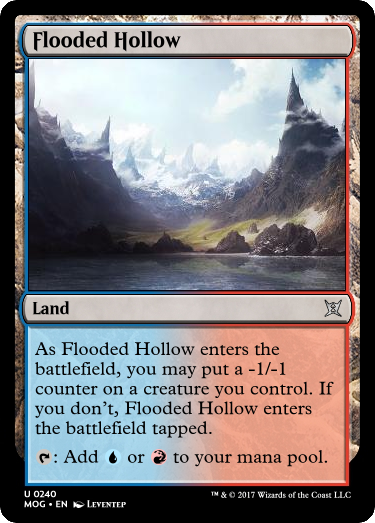 Flooded Hollow
Land
As Flooded Hollow enters the
battlefield, you may put a -1/-1
counter on a creature you control. If
you don't, Flooded Hollow enters
the battlefield tapped.
: Add or to your mana pool.
U 0240
MOG • EN Leventep
™ & © 2017 Wizards of the Coast LLC